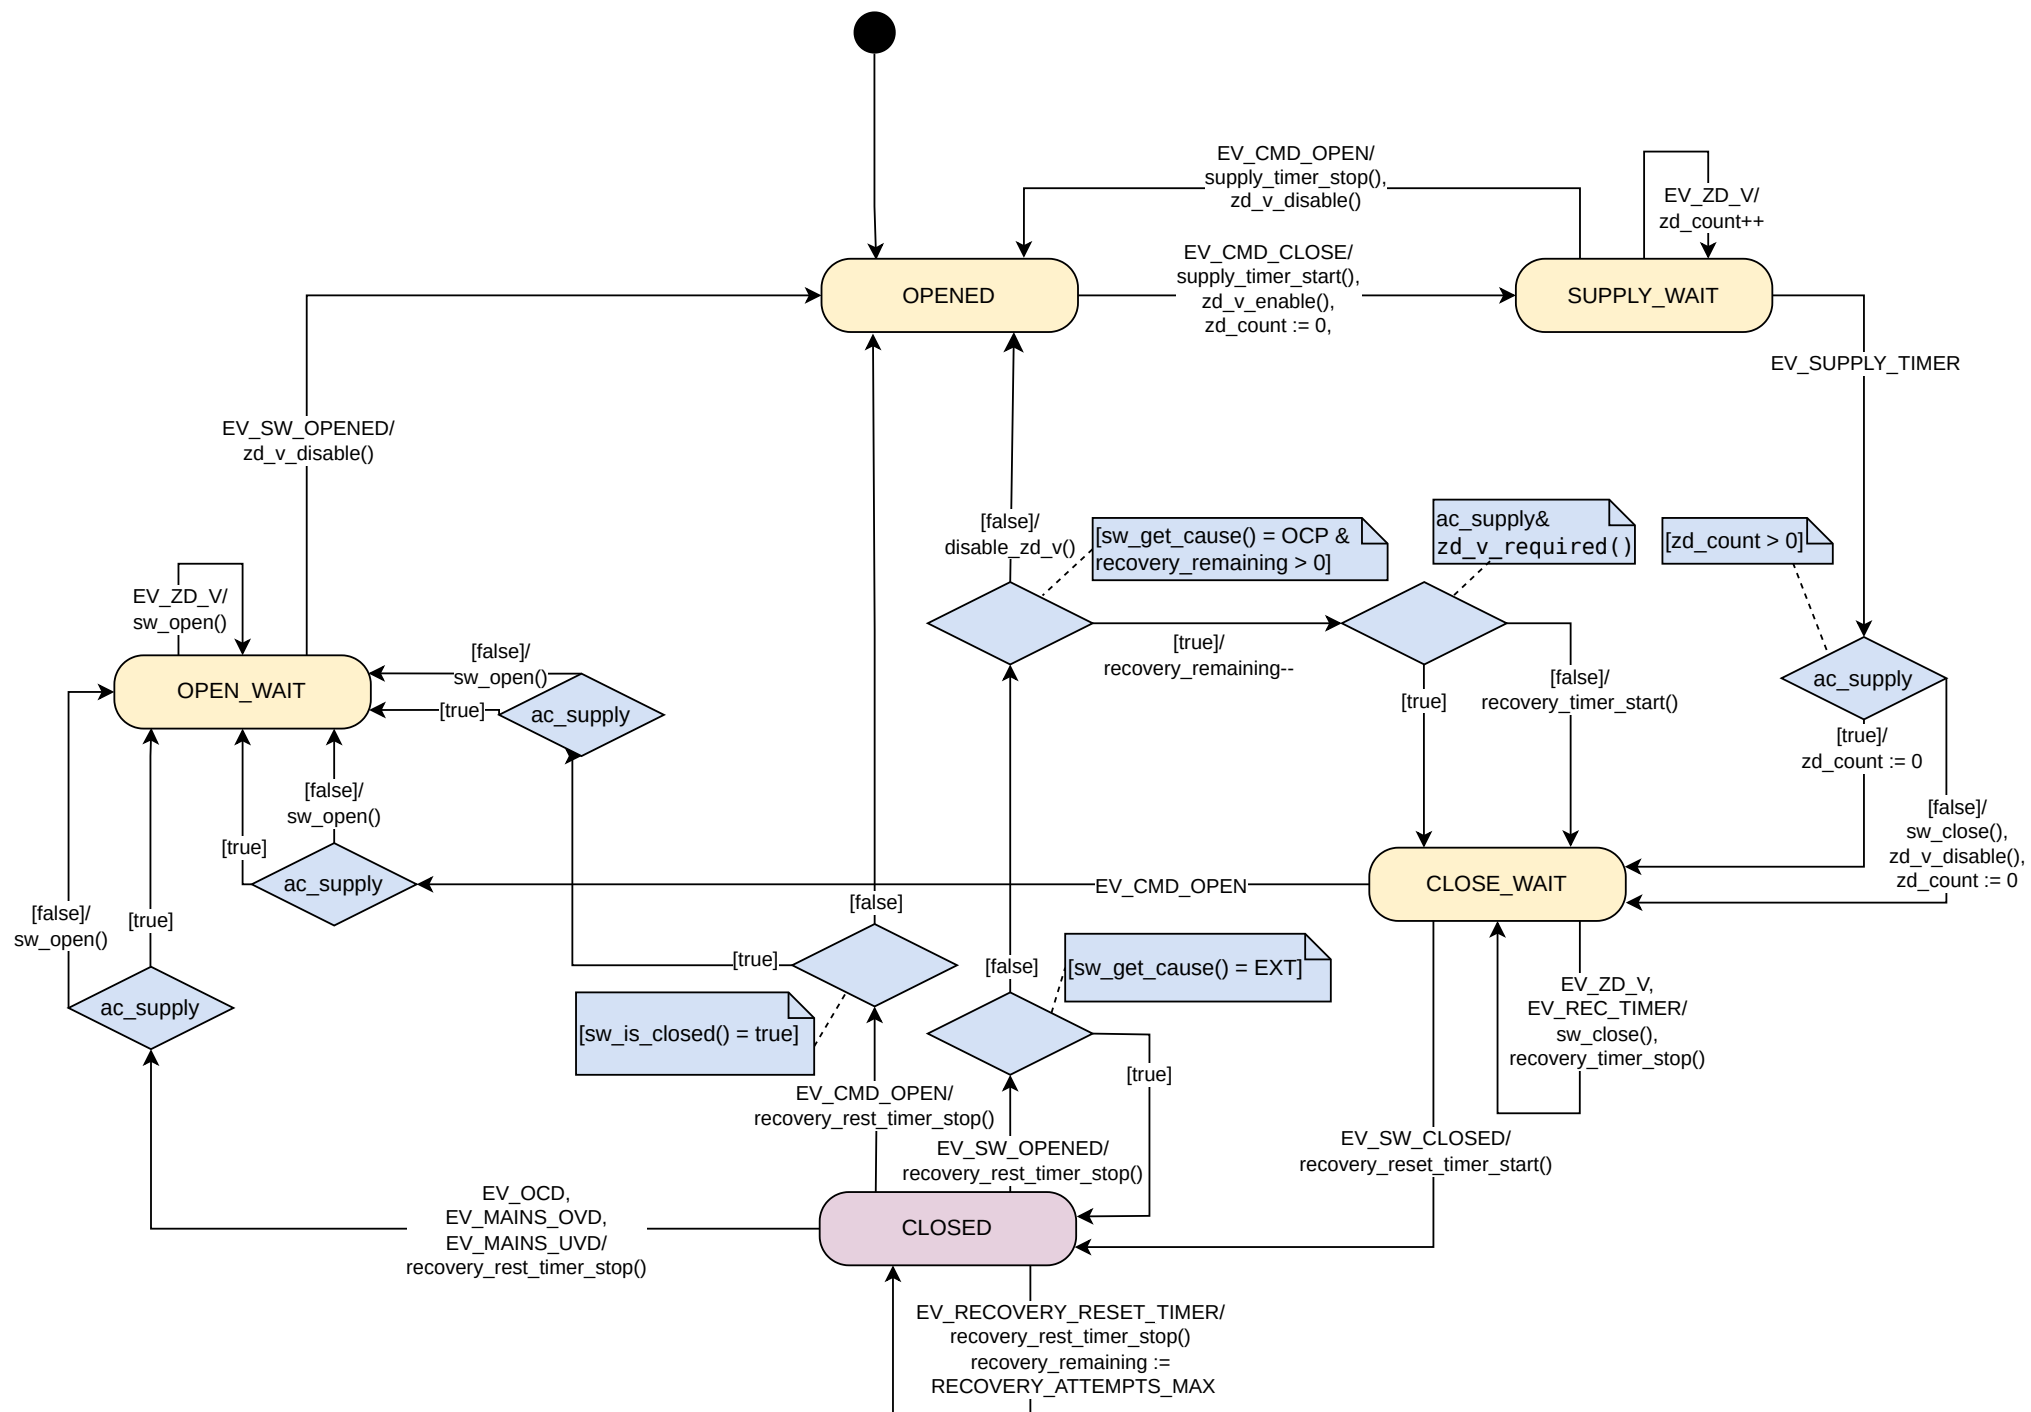 EV_CMD_OPEN/
supply_timer_stop(),
zd_v_disable()
EV_ZD_V/
zd_count++
OPENED
EV_CMD_CLOSE/
supply_timer_start(),
zd_v_enable(),
zd_count := 0,
SUPPLY_WAIT
EV_SUPPLY_TIMER
EV_SW_OPENED/
zd_v_disable()
[false]/
disable_zd_v()
[sw_get_cause() = OCP &
recovery_remaining > 0]
ac_supply&
zd_v_required()
[zd_count > 0]
EV_ZD_V/
sw_open()
[true]/
recovery_remaining--
OPEN_WAIT
[false]/
sw_open()
[true]
ac_supply
[true]
[false]/
recovery_timer_start()
ac_supply
[true]/
zd_count := 0
[false]/
sw_close(),
zd_v_disable(),
zd_count := 0
[false]/
sw_open()
[true]
ac_supply
EV_CMD_OPEN
CLOSE_WAIT
[false]/
sw_open()
[true]
ac_supply
[false]
[true]
[sw_is_closed() = true]
[false]
[sw_get_cause() = EXT]
[true]
EV_ZD_V,
EV_REC_TIMER/
sw_close(),
recovery_timer_stop()
EV_CMD_OPEN/
recovery_rest_timer_stop()
EV_SW_OPENED/
recovery_rest_timer_stop()
EV_SW_CLOSED/
recovery_reset_timer_start()
EV_OCD,
EV_MAINS_OVD,
EV_MAINS_UVD/
recovery_rest_timer_stop()
CLOSED
EV_RECOVERY_RESET_TIMER/
recovery_rest_timer_stop()
recovery_remaining :=
RECOVERY_ATTEMPTS_MAX